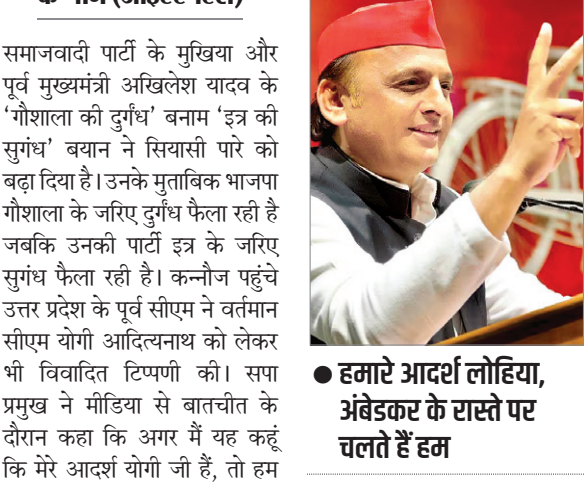 के पांग (आइएएनएस)
समाजवादी पार्टी के मुखिया और
पूर्व मुख्यमंत्री अखिलेश यादव के
‘गौशाला की दुर्गंध’ बनाम ‘इत्र की
सुगंध’ बयान ने सियासी पारे को
बढ़ा दिया है। उनके मुताबिक भाजपा
गौशाला के जरिए दुर्गंध फैला रही है
जबकि उनकी पार्टी इत्र के जरिए
सुगंध फैला रही है। कन्नौज पहुंचे
उत्तर प्रदेश के पूर्व सीएम ने वर्तमान
सीएम योगी आदित्यनाथ को लेकर
भी विवादित टिप्पणी की। सपा
प्रमुख ने मीडिया से बातचीत के
दौरान कहा कि अगर मैं यह कहूं
कि मेरे आदर्श योगी जी हैं, तो हम
● हमारे आदर्श लोहिया,
अंबेडकर के रास्ते पर
चलते हैं हम